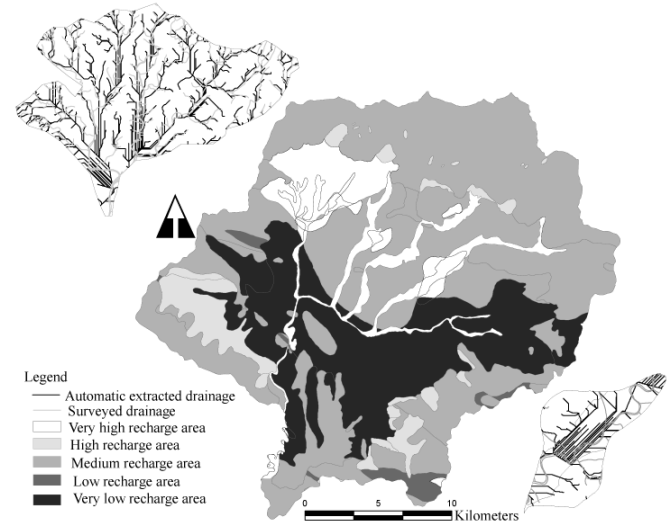 Legend
Automatic extracted drainage
Surveyed drainage
Very high recharge area
High recharge area
Medium recharge area
Low recharge area
Very low recharge area
0 5 10
Kilometers